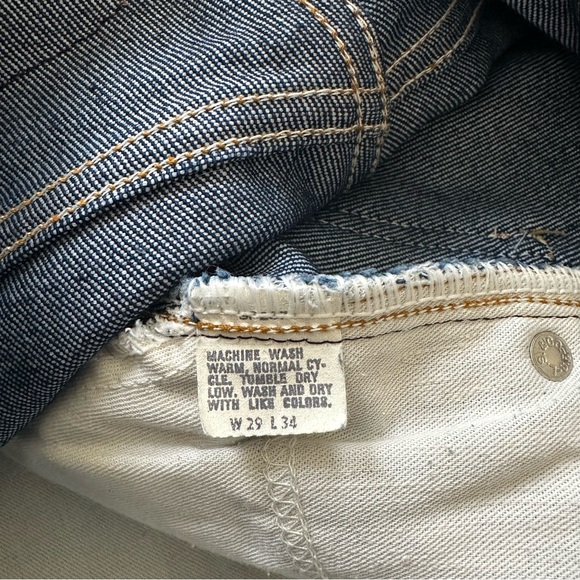 MACHINE WASH
WARM, NORMAL CY-
CLE. TUMBLE DRY
LOW. WASH AND DRY
WITH LIKE COLORS.
W 29 L 34